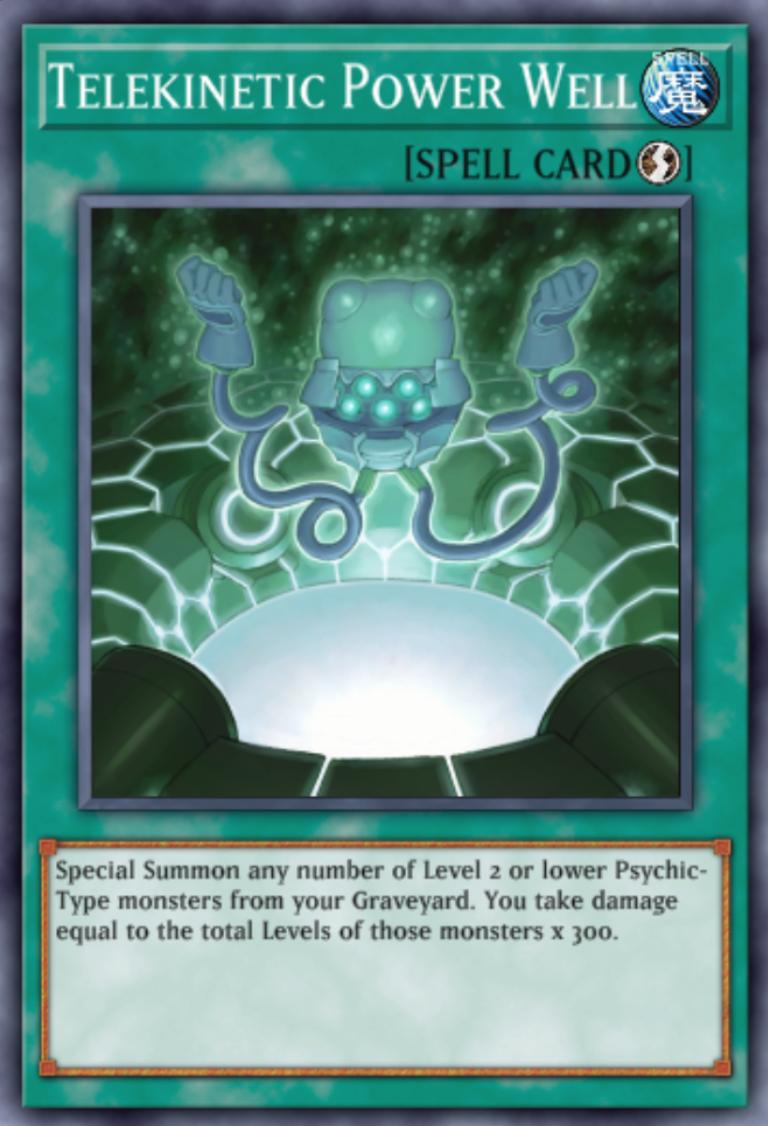 TELEKINETIC POWER WELL
SPELL
魔
[SPELL CARD]
Special Summon any number of Level 2 or lower Psychic-
Type monsters from your Graveyard. You take damage
equal to the total Levels of those monsters x 300.